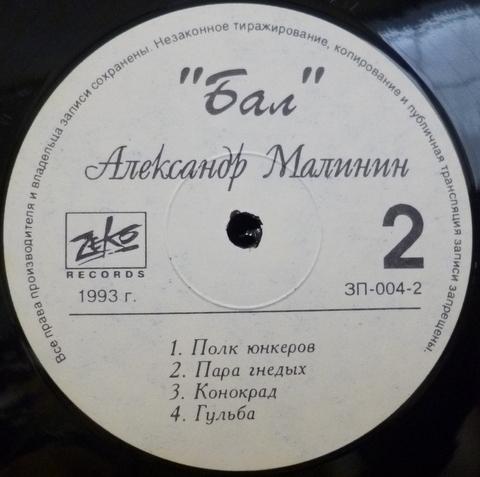 Все права производителя и владельца записи сохранены. Незаконное тиражирование, копирование и публичная трансляция записи запрещены.
"Бал"
Александр Малинин
ZEKO
RECORDS
2
1993 г.
ЗП-004-2
1. Полк юнкеров
2. Пара гнедых
3. Конокрад
4. Гульба